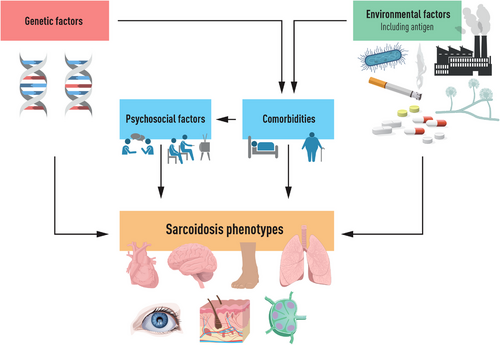 Genetic factors
Environmental factors
Including antigen
Psychosocial factors
Comorbidities
Sarcoidosis phenotypes